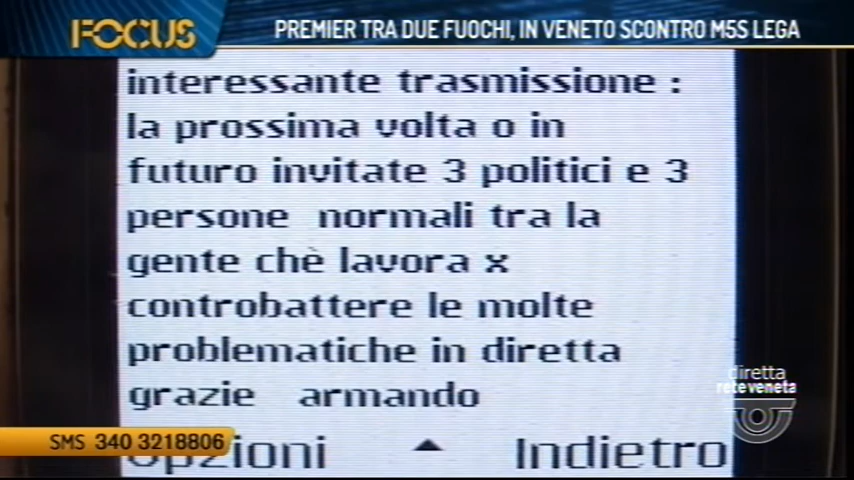 FOCUS
PREMIER TRA DUE FUOCHI, IN VENETO SCONTRO M5S LEGA
interessante trasmissione :
la prossima volta o in
futuro invitate 3 politici e 3
persone normali tra la
gente chè lavora x
controbattere le molte
problematiche in diretta
grazie armando
diretta
reteveneta
SMS 340 3218806
Opzioni Indietro